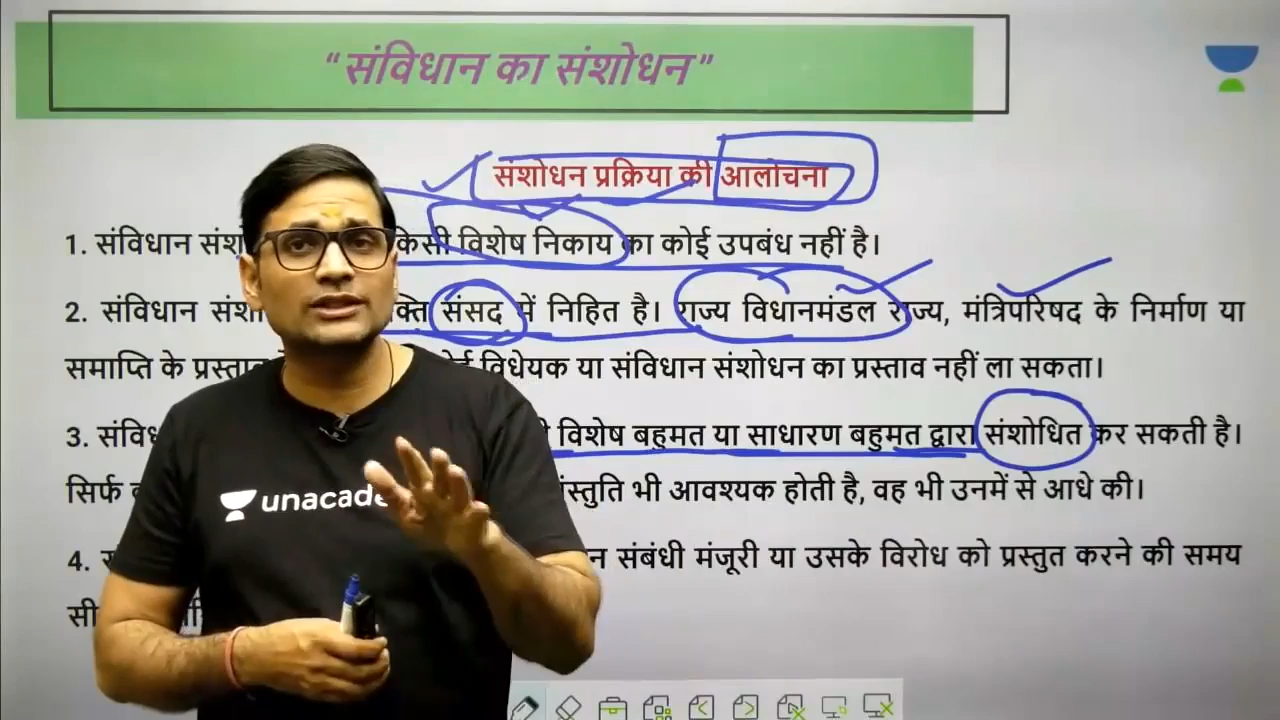 “संविधान का संशोधन”
संशोधन प्रक्रिया की आलोचना
1. संविधान किसी विशेष निकाय का कोई उपबंध नहीं है।
2. संविधान संसद में निहित है। राज्य विधानमंडल राज्य, मंत्रिपरिषद के निर्माण या
समाप्ति के प्रस्ताव विधेयक या संविधान संशोधन का प्रस्ताव नहीं ला सकता।
3. विशेष बहुमत या साधारण बहुमत द्वारा संशोधित कर सकती है।
सिर्फ भी आवश्यक होती है, वह भी उनमें से आधे की।
4. संबंधी मंजूरी या उसके विरोध को प्रस्तुत करने की समय
unacade